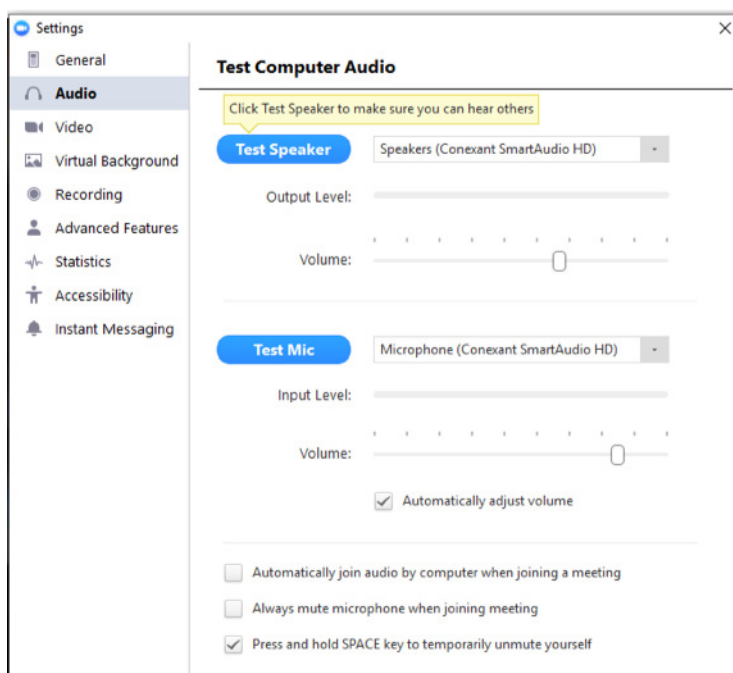 Settings
General
Audio
Video
Virtual Background
Recording
Advanced Features
Statistics
Accessibility
Instant Messaging
Test Computer Audio
Click Test Speaker to make sure you can hear others
Test Speaker
Speakers (Conexant SmartAudio HD)
Output Level:
Volume:
Test Mic
Microphone (Conexant SmartAudio HD)
Input Level:
Volume:
Automatically adjust volume
Automatically join audio by computer when joining a meeting
Always mute microphone when joining meeting
Press and hold SPACE key to temporarily unmute yourself